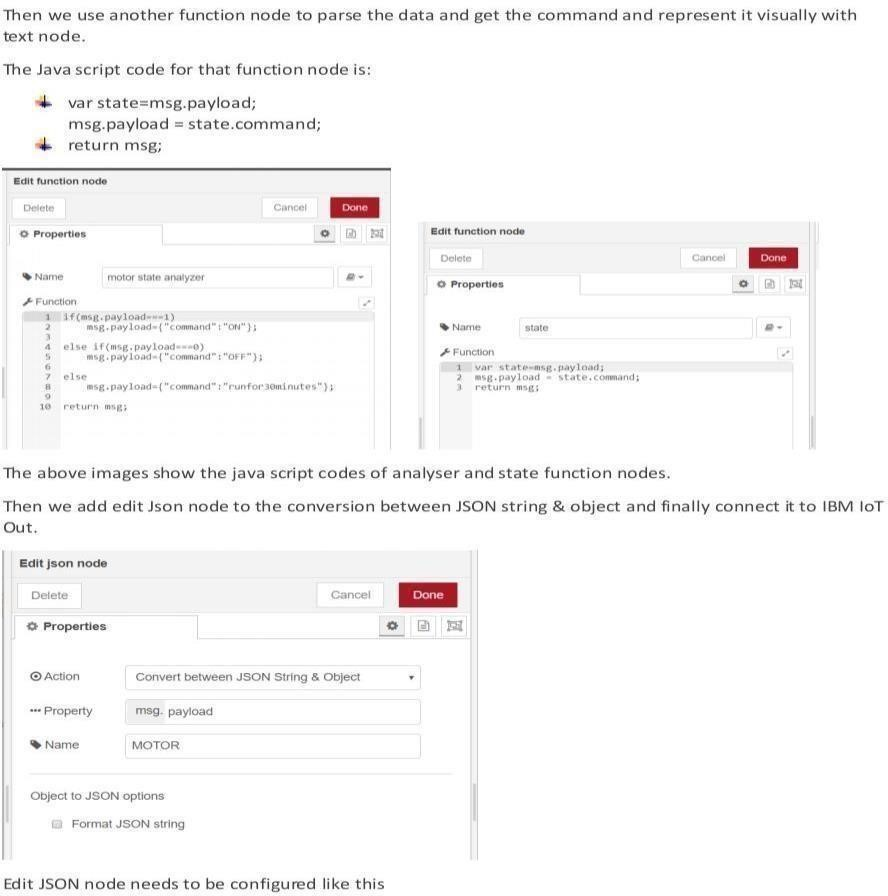 Then we use another function node to parse the data and get the command and represent it visually with
text node.
The Java script code for that function node is:
var state=msg.payload;
msg.payload = state.command;
return msg;
Edit function node
Delete
Cancel
Done
Properties
Name
motor state analyzer
Function
1 if(msg.payload===1)
2 msg.payload={"command":"ON"};
3
4 else if(msg.payload===0)
5 msg.payload={"command":"OFF"};
6
7 else
8 msg.payload={"command":"runfor30minutes"};
9
10 return msg;
Edit function node
Delete
Cancel
Done
Properties
Name
state
Function
1 var state=msg.payload;
2 msg.payload = state.command;
3 return msg;
The above images show the java script codes of analyser and state function nodes.
Then we add edit Json node to the conversion between JSON string & object and finally connect it to IBM IoT
Out.
Edit json node
Delete
Cancel
Done
Properties
Action
Convert between JSON String & Object
Property
msg. payload
Name
MOTOR
Object to JSON options
Format JSON string
Edit JSON node needs to be configured like this